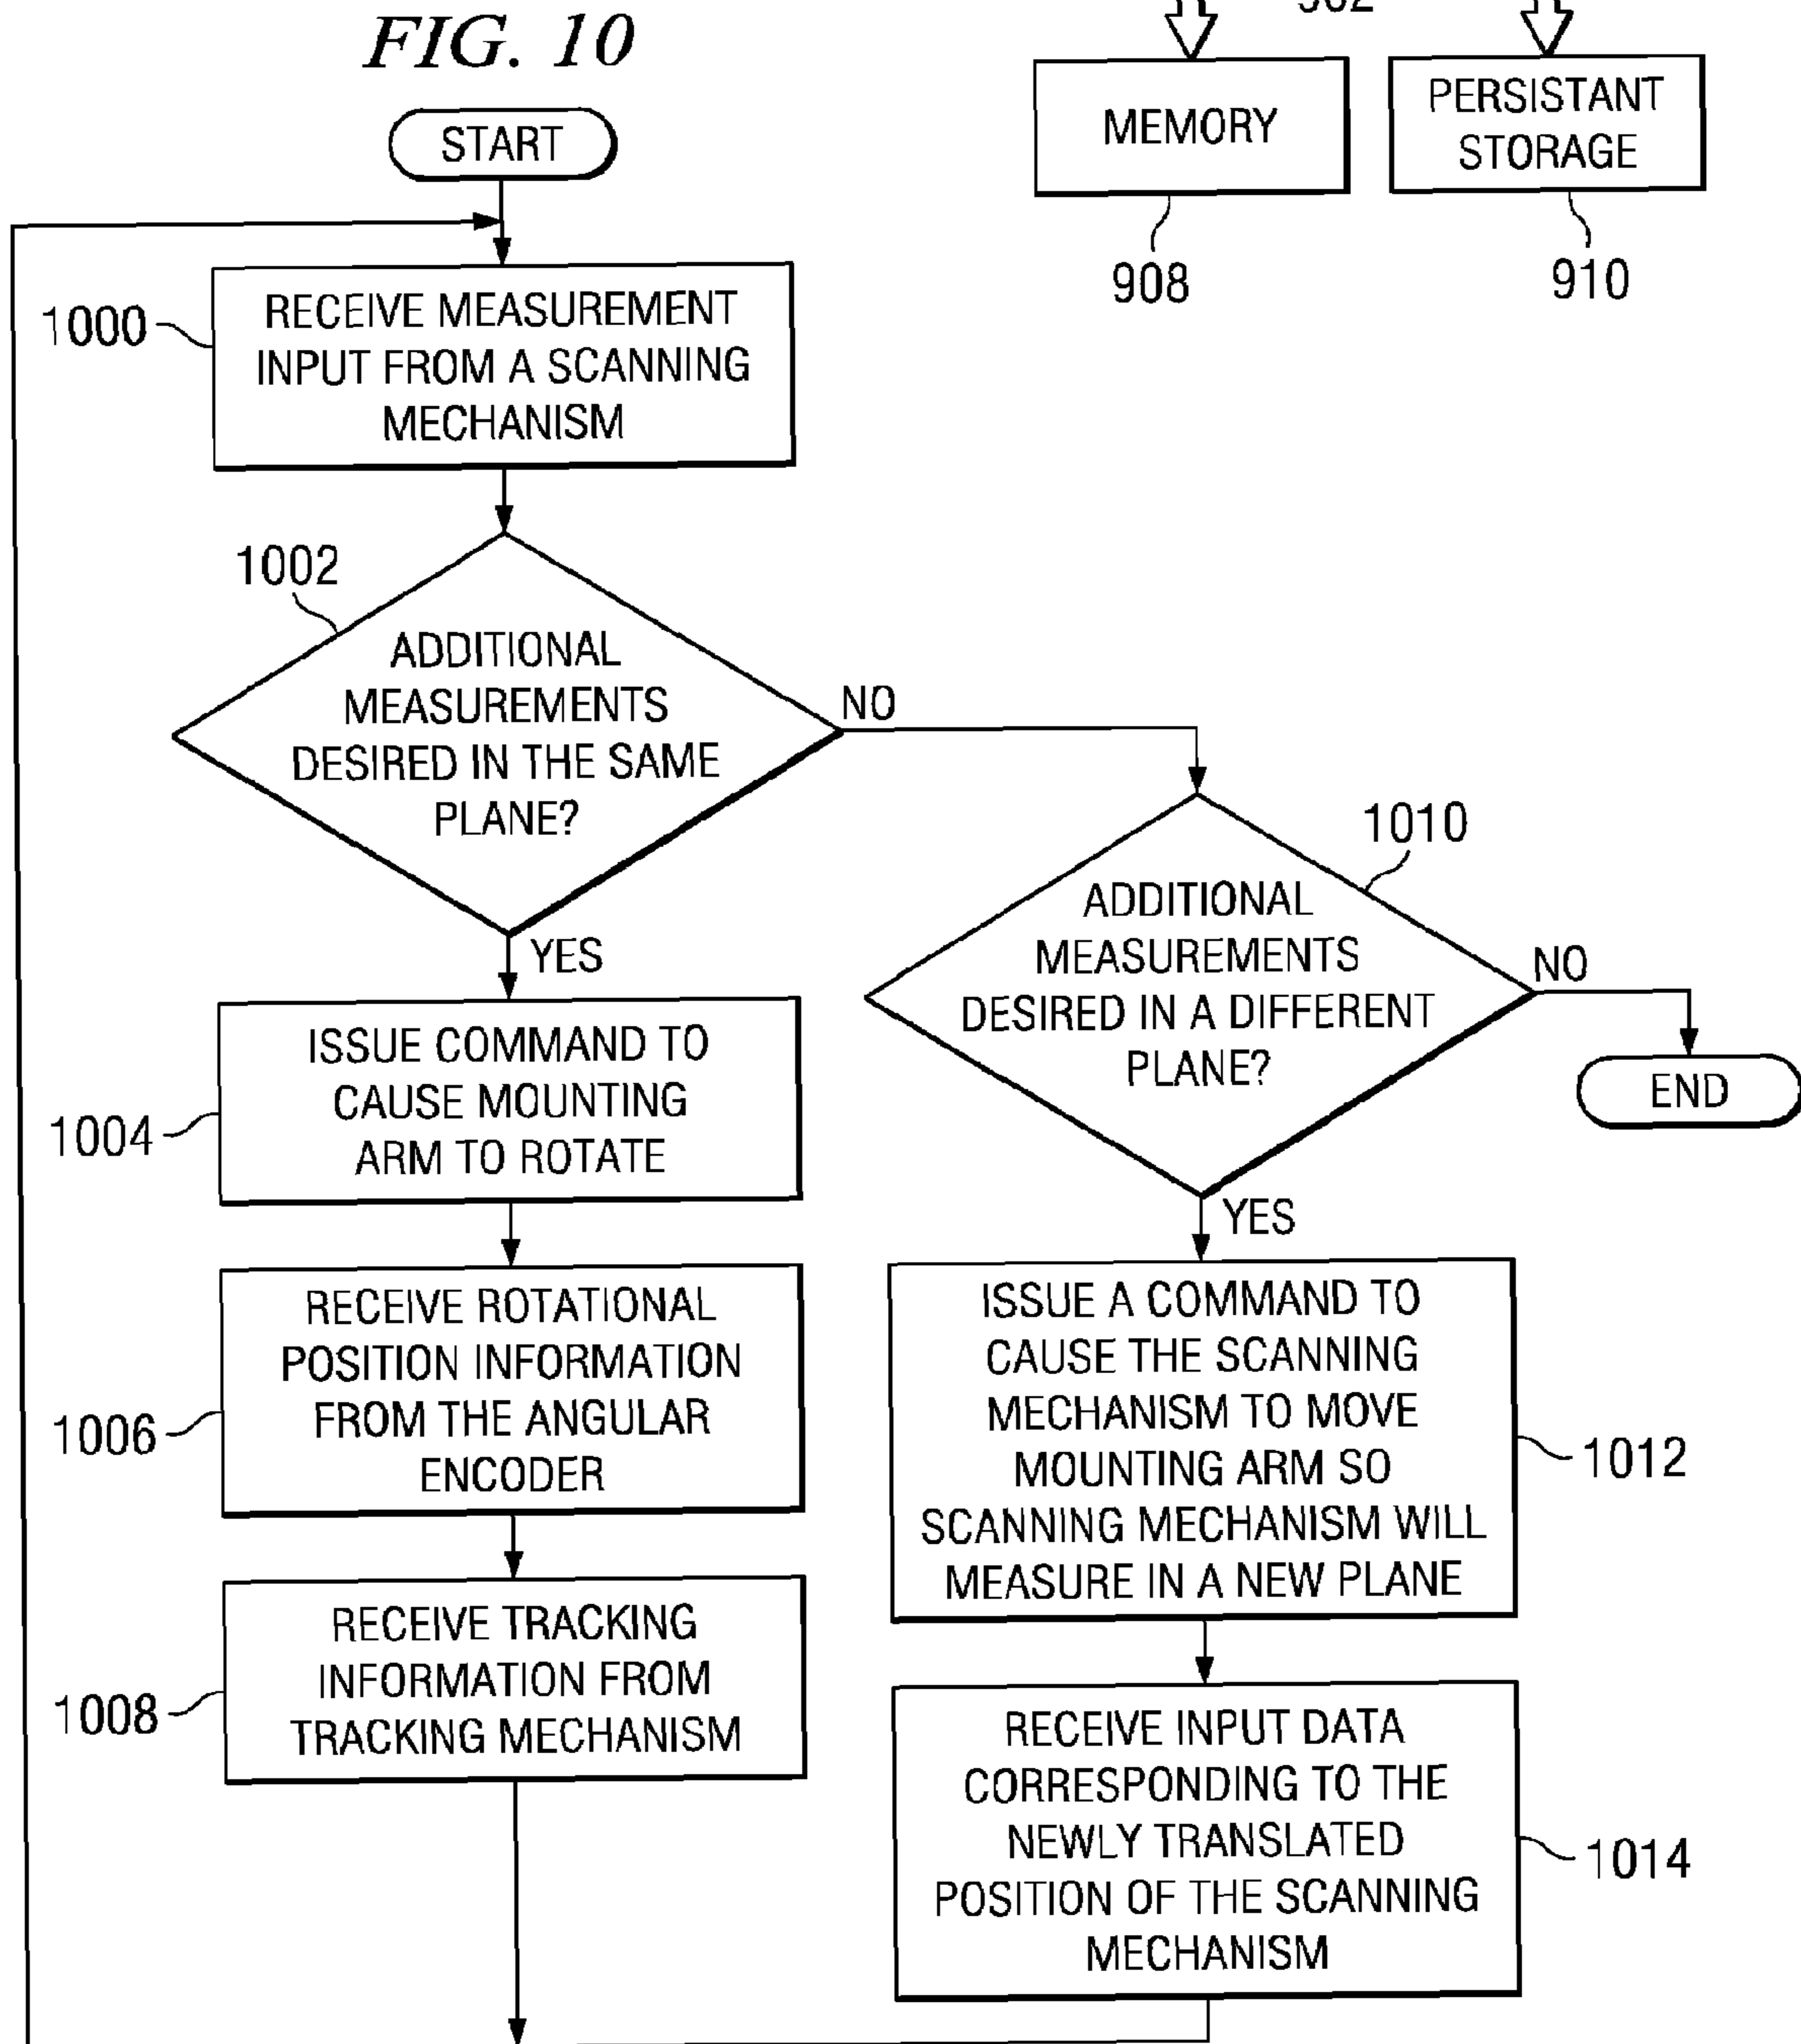 FIG. 10
START
1000
RECEIVE MEASUREMENT
INPUT FROM A SCANNING
MECHANISM
1002
ADDITIONAL
MEASUREMENTS
DESIRED IN THE SAME
PLANE?
NO
YES
1004
ISSUE COMMAND TO
CAUSE MOUNTING
ARM TO ROTATE
1006
RECEIVE ROTATIONAL
POSITION INFORMATION
FROM THE ANGULAR
ENCODER
1008
RECEIVE TRACKING
INFORMATION FROM
TRACKING MECHANISM
1010
ADDITIONAL
MEASUREMENTS
DESIRED IN A DIFFERENT
PLANE?
NO
END
YES
ISSUE A COMMAND TO
CAUSE THE SCANNING
MECHANISM TO MOVE
MOUNTING ARM SO
SCANNING MECHANISM WILL
MEASURE IN A NEW PLANE
1012
RECEIVE INPUT DATA
CORRESPONDING TO THE
NEWLY TRANSLATED
POSITION OF THE SCANNING
MECHANISM
1014
MEMORY
908
PERSISTANT
STORAGE
910